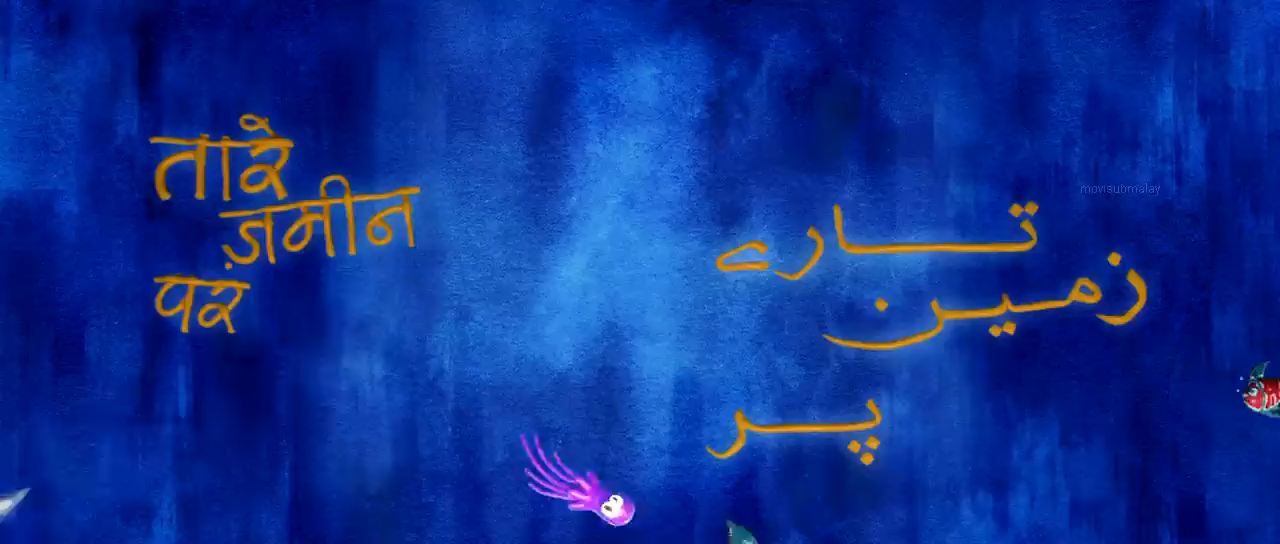 तारे
ज़मीन
पर
movisubmalay
تارے
زمین
پر